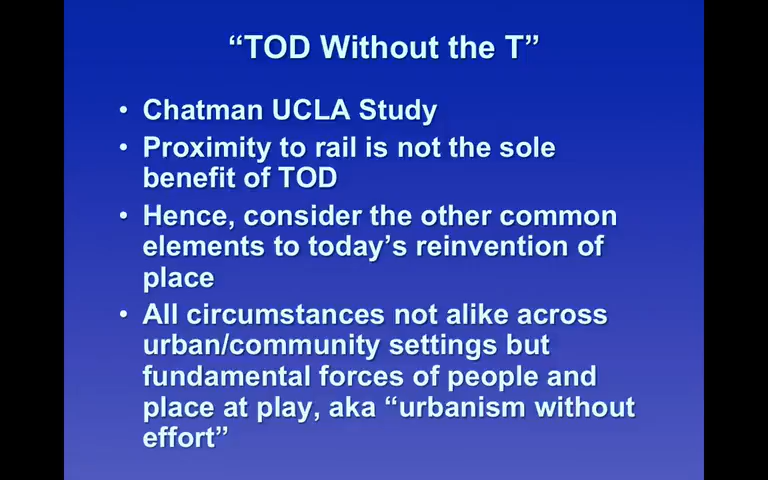 “TOD Without the T”
• Chatman UCLA Study
• Proximity to rail is not the sole
benefit of TOD
• Hence, consider the other common
elements to today’s reinvention of
place
• All circumstances not alike across
urban/community settings but
fundamental forces of people and
place at play, aka “urbanism without
effort”